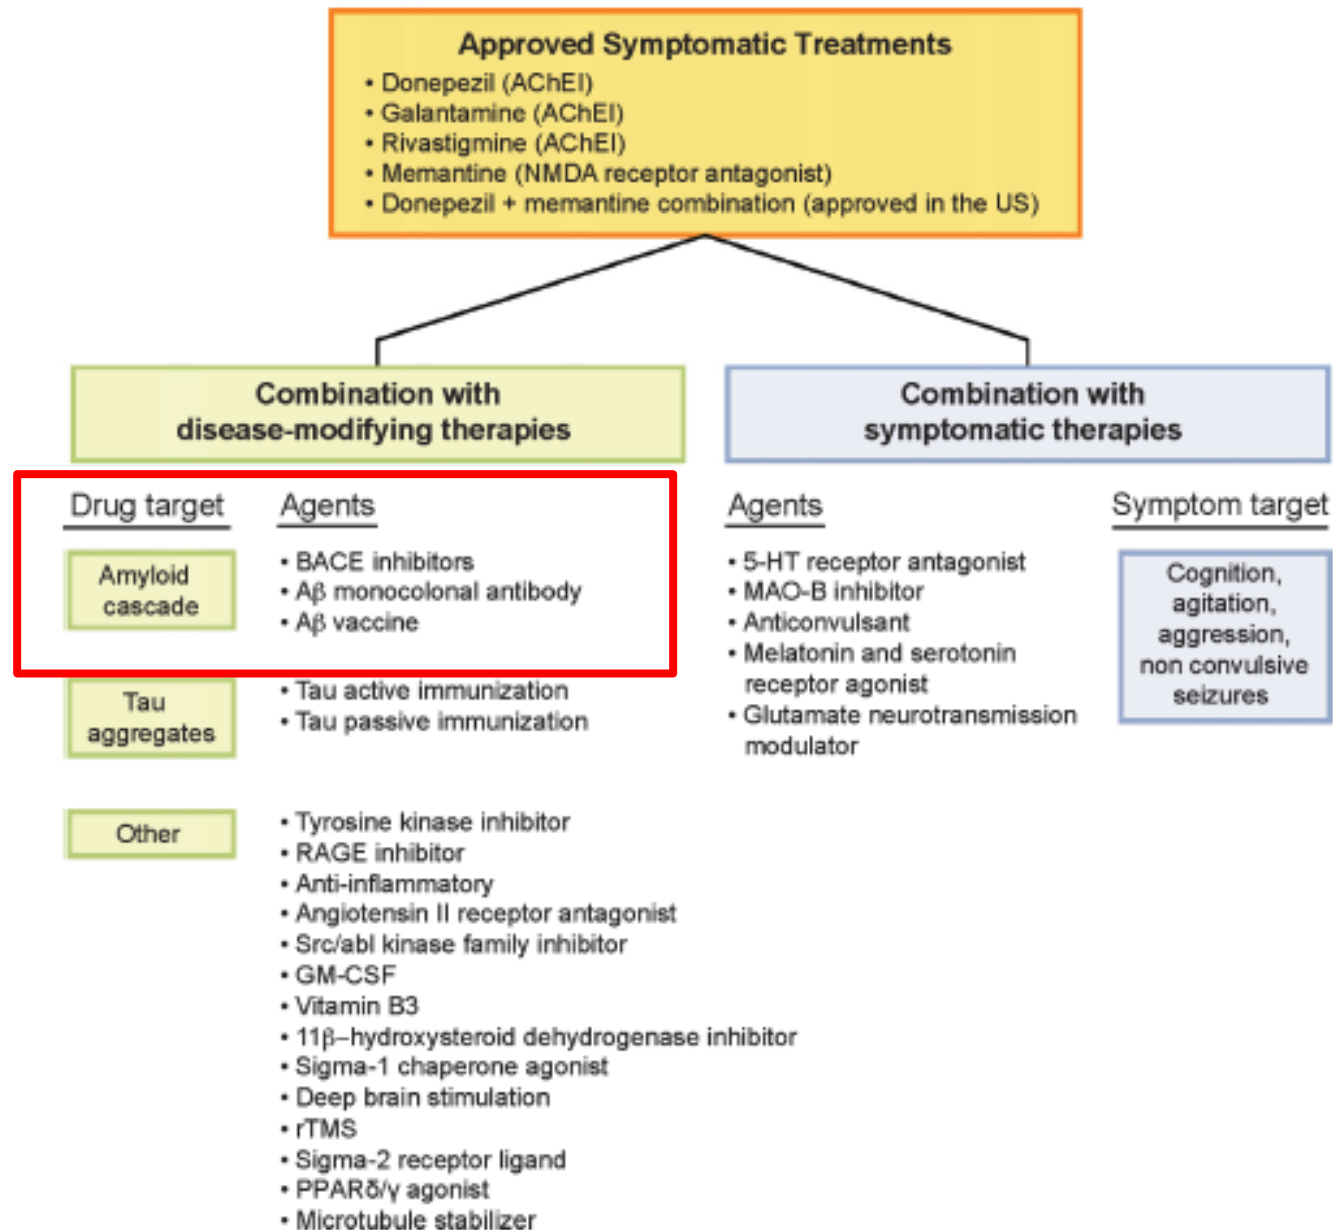 Approved Symptomatic Treatments
• Donepezil (AChEI)
• Galantamine (AChEI)
• Rivastigmine (AChEI)
• Memantine (NMDA receptor antagonist)
• Donepezil + memantine combination (approved in the US)
Combination with
disease-modifying therapies
Drug target
Agents
Amyloid
cascade
• BACE inhibitors
• Aβ monocolonal antibody
• Aβ vaccine
Tau
aggregates
• Tau active immunization
• Tau passive immunization
Other
• Tyrosine kinase inhibitor
• RAGE inhibitor
• Anti-inflammatory
• Angiotensin II receptor antagonist
• Src/abl kinase family inhibitor
• GM-CSF
• Vitamin B3
• 11β–hydroxysteroid dehydrogenase inhibitor
• Sigma-1 chaperone agonist
• Deep brain stimulation
• rTMS
• Sigma-2 receptor ligand
• PPARδ/γ agonist
• Microtubule stabilizer
Combination with
symptomatic therapies
Agents
• 5-HT receptor antagonist
• MAO-B inhibitor
• Anticonvulsant
• Melatonin and serotonin
receptor agonist
• Glutamate neurotransmission
modulator
Symptom target
Cognition,
agitation,
aggression,
non convulsive
seizures